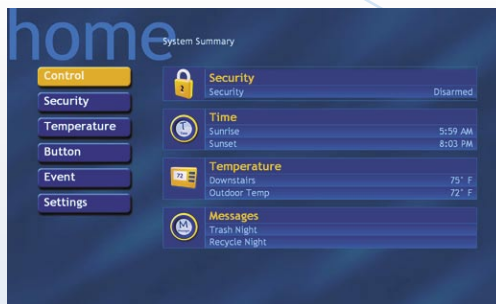 home
System Summary
Control
Security
Temperature
Button
Event
Settings
Security
Security Disarmed
Time
Sunrise 5:59 AM
Sunset 8:03 PM
72
Temperature
Downstairs 75° F
Outdoor Temp 72° F
M
Messages
Trash Night
Recycle Night